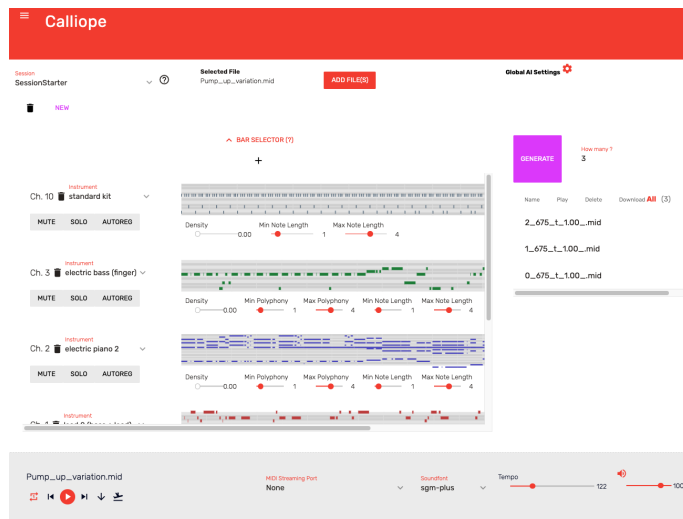 Calliope
Session
SessionStarter
Selected File
Pump_up_variation.mid
ADD FILE(S)
Global AI Settings
NEW
BAR SELECTOR (?)
+
GENERATE
How many ?
3
Name Play Delete Download All (3)
2_675_t_1.00_.mid
1_675_t_1.00_.mid
0_675_t_1.00_.mid
Instrument
Ch. 10 standard kit
MUTE SOLO AUTOREG
Density 0.00 Min Note Length 1 Max Note Length 4
Instrument
Ch. 3 electric bass (finger)
MUTE SOLO AUTOREG
Density 0.00 Min Polyphony 1 Max Polyphony 4 Min Note Length 1 Max Note Length 4
Instrument
Ch. 2 electric piano 2
MUTE SOLO AUTOREG
Density 0.00 Min Polyphony 1 Max Polyphony 4 Min Note Length 1 Max Note Length 4
Instrument
Pump_up_variation.mid
MIDI Streaming Port
None
Soundfont
sgm-plus
Tempo 122
100